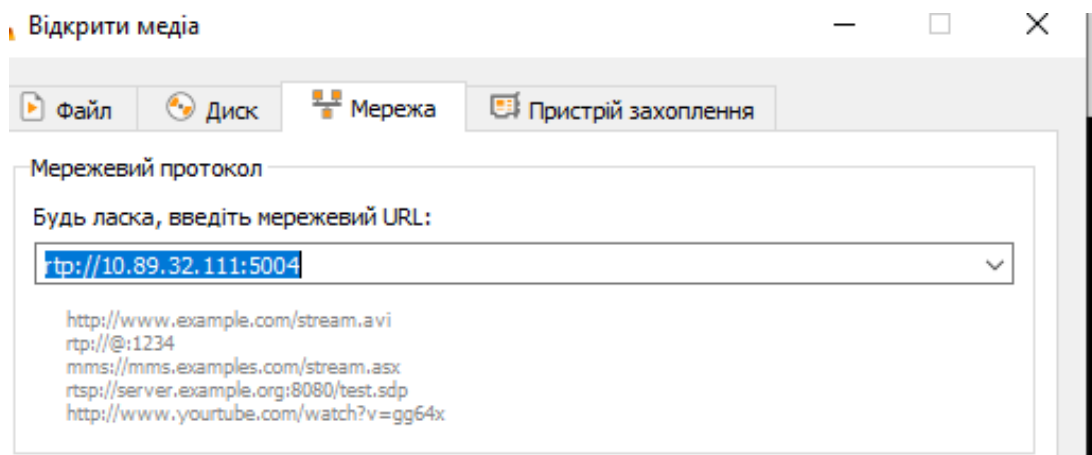 Відкрити медіа
Файл Диск Мережа Пристрій захоплення
Мережевий протокол
Будь ласка, введіть мережевий URL:
rtp://10.89.32.111:5004
http://www.example.com/stream.avi
rtp://@:1234
mms://mms.examples.com/stream.asx
rtsp://server.example.org:8080/test.sdp
http://www.yourtube.com/watch?v=gg64x